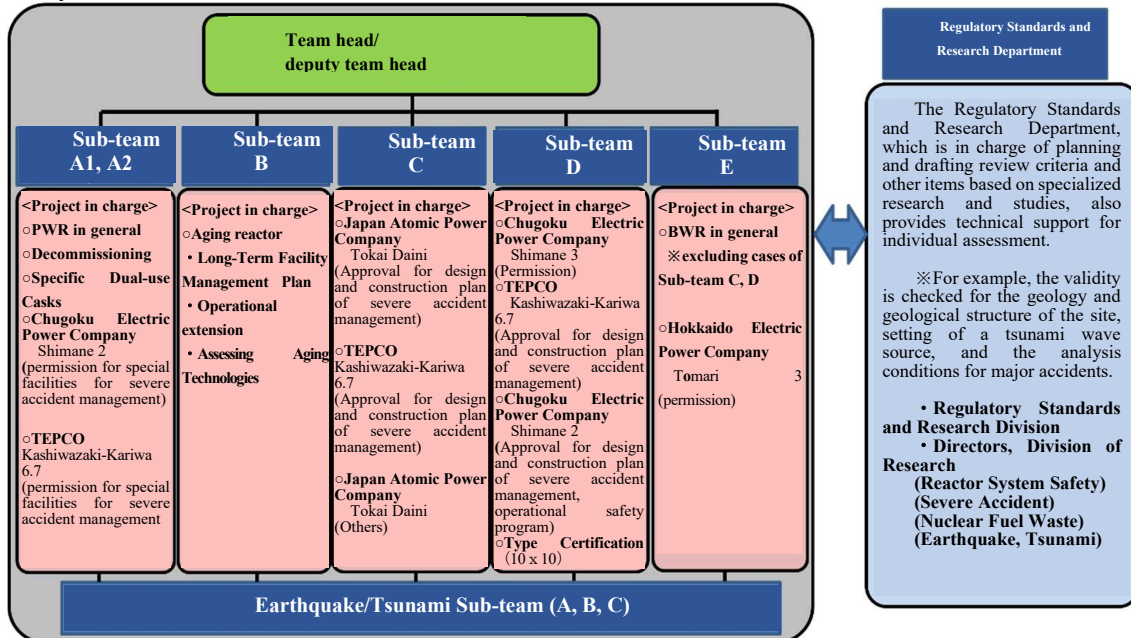 Team head/
deputy team head
Sub-team
A1, A2
<Project in charge>
○PWR in general
○Decommissioning
○Specific Dual-use
Casks
○Chugoku Electric
Power Company
Shimane 2
(permission for special
facilities for severe
accident management)
○TEPCO
Kashiwazaki-Kariwa
6.7
(permission for special
facilities for severe
accident management
Sub-team
B
<Project in charge>
○Aging reactor
・Long-Term Facility
Management Plan
・Operational
extension
・Assessing Aging
Technologies
Sub-team
C
<Project in charge>
○Japan Atomic Power
Company
Tokai Daini
(Approval for design
and construction plan
of severe accident
management)
○TEPCO
Kashiwazaki-Kariwa
6.7
(Approval for design
and construction plan
of severe accident
management)
○Japan Atomic Power
Company
Tokai Daini
(Others)
Sub-team
D
<Project in charge>
○Chugoku Electric
Power Company
Shimane 3
(Permission)
○TEPCO
Kashiwazaki-Kariwa
6.7
(Approval for design
and construction plan
of severe accident
management)
○Chugoku Electric
Power Company
Shimane 2
(Approval for design
and construction plan
of severe accident
management,
operational safety
program)
○Type Certification
（10 x 10）
Sub-team
E
<Project in charge>
○BWR in general
※excluding cases of
Sub-team C, D
○Hokkaido Electric
Power Company
Tomari 3
(permission)
Earthquake/Tsunami Sub-team (A, B, C)
Regulatory Standards and
Research Department
The Regulatory Standards
and Research Department,
which is in charge of planning
and drafting review criteria and
other items based on specialized
research and studies, also
provides technical support for
individual assessment.
※For example, the validity
is checked for the geology and
geological structure of the site,
setting of a tsunami wave
source, and the analysis
conditions for major accidents.
・Regulatory Standards
and Research Division
・Directors, Division of
Research
(Reactor System Safety)
(Severe Accident)
(Nuclear Fuel Waste)
(Earthquake, Tsunami)